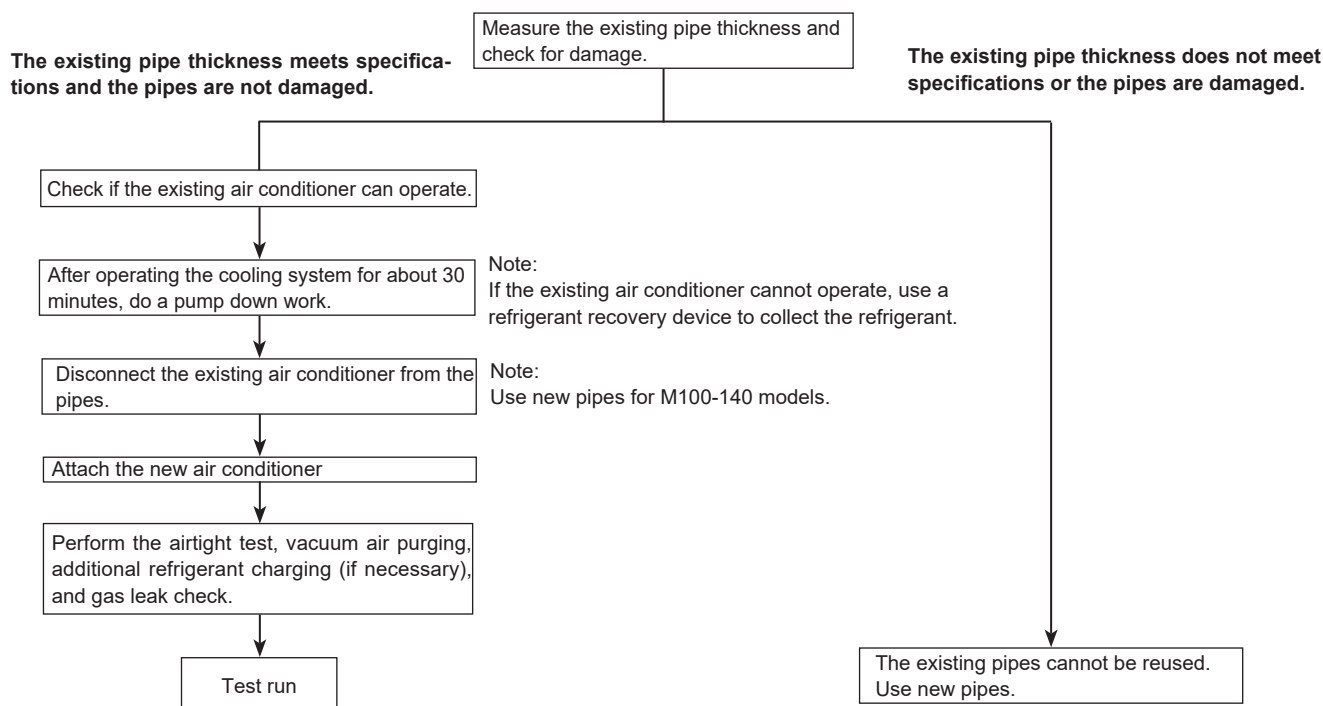 Measure the existing pipe thickness and
check for damage.
The existing pipe thickness meets specifica-
tions and the pipes are not damaged.
The existing pipe thickness does not meet
specifications or the pipes are damaged.
Check if the existing air conditioner can operate.
After operating the cooling system for about 30
minutes, do a pump down work.
Note:
If the existing air conditioner cannot operate, use a
refrigerant recovery device to collect the refrigerant.
Disconnect the existing air conditioner from the
pipes.
Note:
Use new pipes for M100-140 models.
Attach the new air conditioner
Perform the airtight test, vacuum air purging,
additional refrigerant charging (if necessary),
and gas leak check.
Test run
The existing pipes cannot be reused.
Use new pipes.